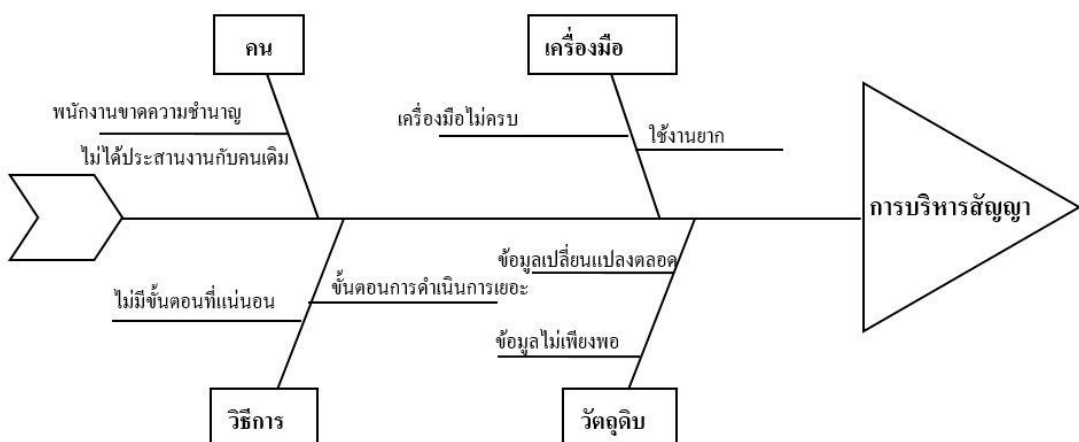 คน
เครื่องมือ
พนักงานขาดความชำนาญ
เครื่องมือไม่ครบ
ใช้งานยาก
ไม่ได้ประสานงานกับคนเดิม
การบริหารสัญญา
ข้อมูลเปลี่ยนแปลงตลอด
ขั้นตอนการดำเนินการเยอะ
ไม่มีขั้นตอนที่แน่นอน
ข้อมูลไม่เพียงพอ
วิธีการ
วัตถุดิบ